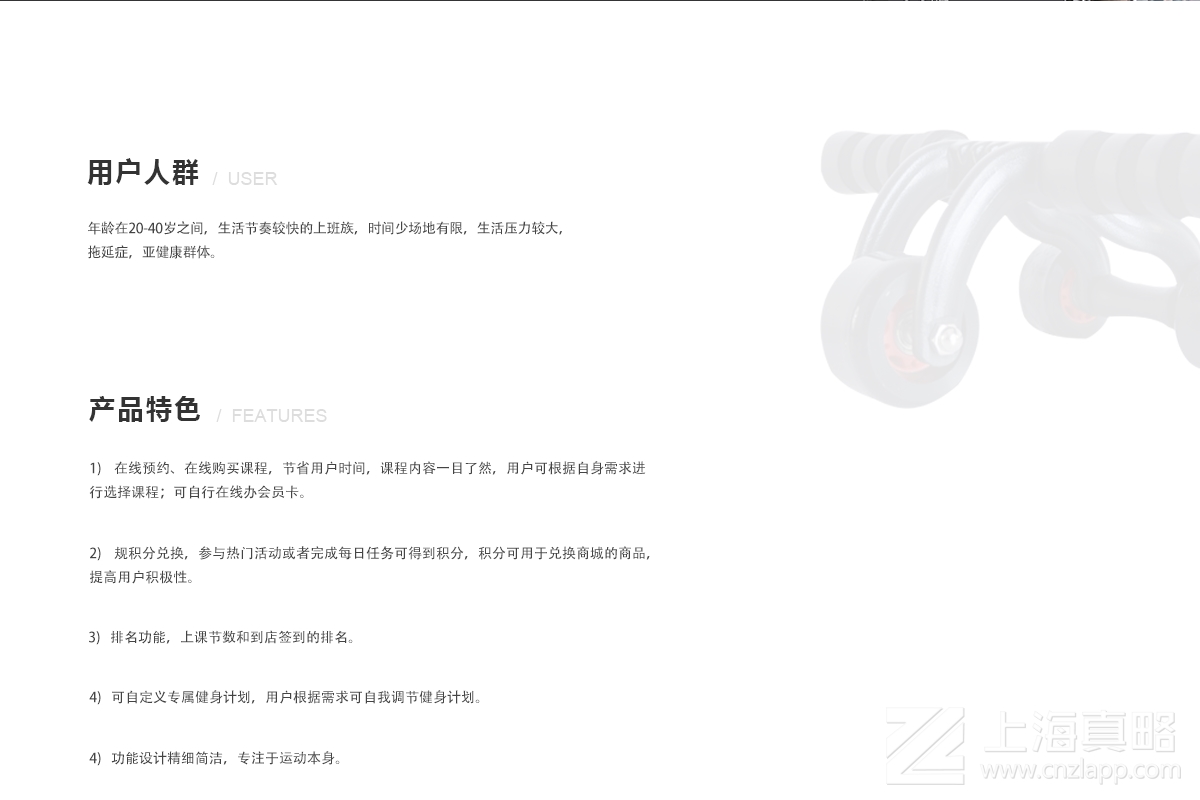 用户人群 / USER
年龄在20-40岁之间，生活节奏较快的上班族，时间少场地有限，生活压力较大，
拖延症，亚健康群体。
产品特色 / FEATURES
1) 在线预约、在线购买课程，节省用户时间，课程内容一目了然，用户可根据自身需求进
行选择课程；可自行在线办会员卡。
2) 规积分兑换，参与热门活动或者完成每日任务可得到积分，积分可用于兑换商城的商品，
提高用户积极性。
3) 排名功能，上课节数和到店签到的排名。
4) 可自定义专属健身计划，用户根据需求可自我调节健身计划。
4) 功能设计精细简洁，专注于运动本身。
上海真略
www.cnzlapp.com